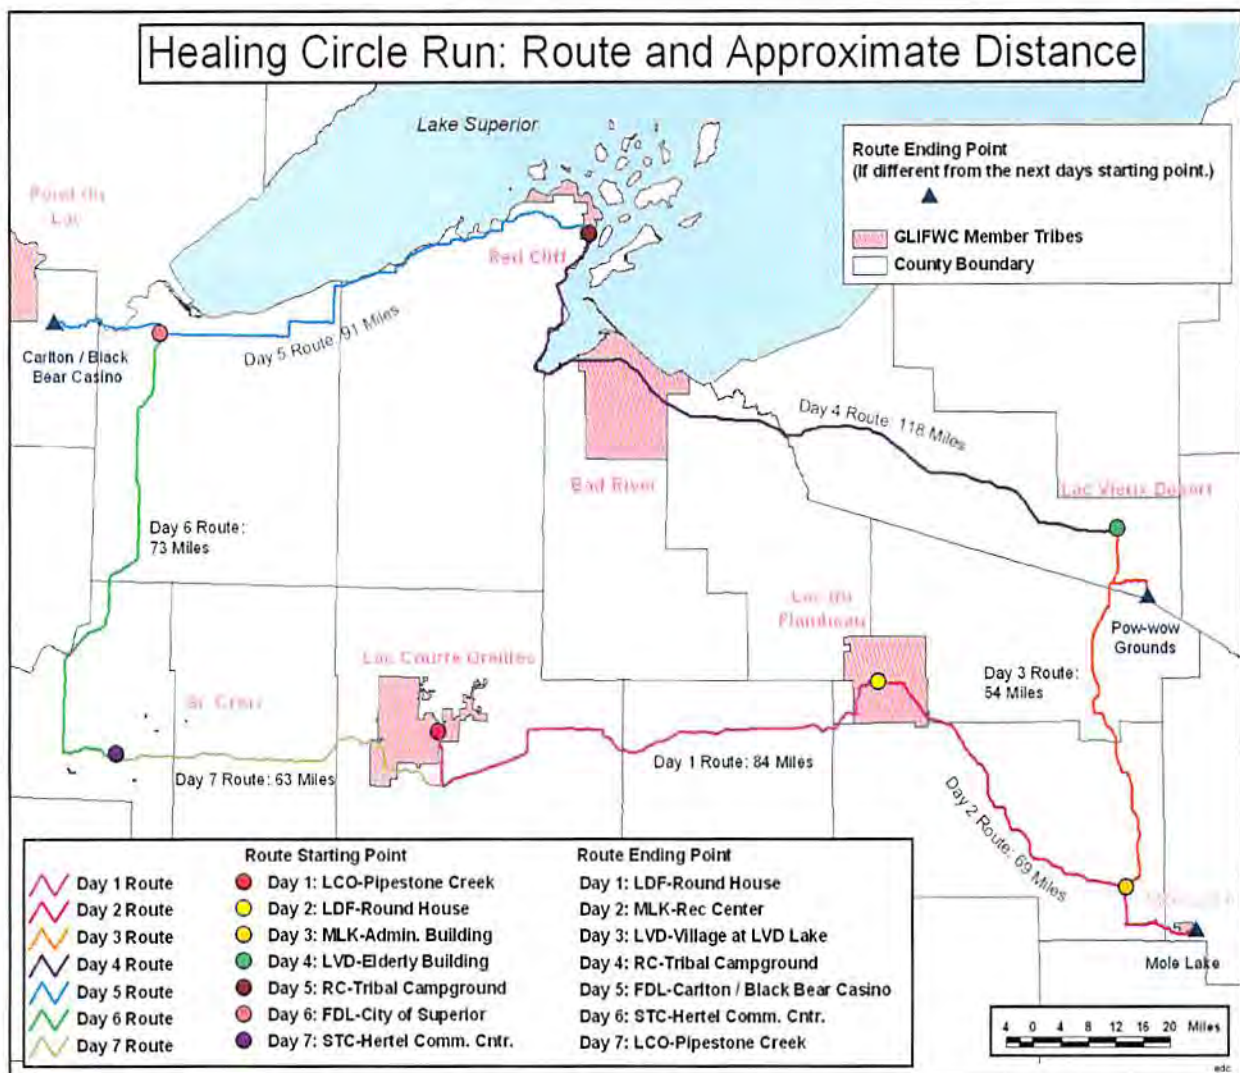 Healing Circle Run: Route and Approximate Distance
Lake Superior
Route Ending Point
(If different from the next days starting point.)
GLIFWC Member Tribes
County Boundary
Fond du
Lac
Red Cliff
Carlton / Black
Bear Casino
Day 5 Route: 91 Miles
Day 4 Route: 118 Miles
Bad River
Lac Vieux Desert
Day 6 Route:
73 Miles
Lac du
Flambeau
Pow-wow
Grounds
Lac Courte Oreilles
Day 3 Route:
54 Miles
St. Croix
Day 7 Route: 63 Miles
Day 1 Route: 84 Miles
Day 2 Route: 69 Miles
Mole Lake
Route Starting Point
Route Ending Point
Day 1 Route
Day 1: LCO-Pipestone Creek
Day 1: LDF-Round House
Day 2 Route
Day 2: LDF-Round House
Day 2: MLK-Rec Center
Day 3 Route
Day 3: MLK-Admin. Building
Day 3: LVD-Village at LVD Lake
Day 4 Route
Day 4: LVD-Elderly Building
Day 4: RC-Tribal Campground
Day 5 Route
Day 5: RC-Tribal Campground
Day 5: FDL-Carlton / Black Bear Casino
Day 6 Route
Day 6: FDL-City of Superior
Day 6: STC-Hertel Comm. Cntr.
Day 7 Route
Day 7: STC-Hertel Comm. Cntr.
Day 7: LCO-Pipestone Creek
4 0 4 8 12 16 20 Miles
edc